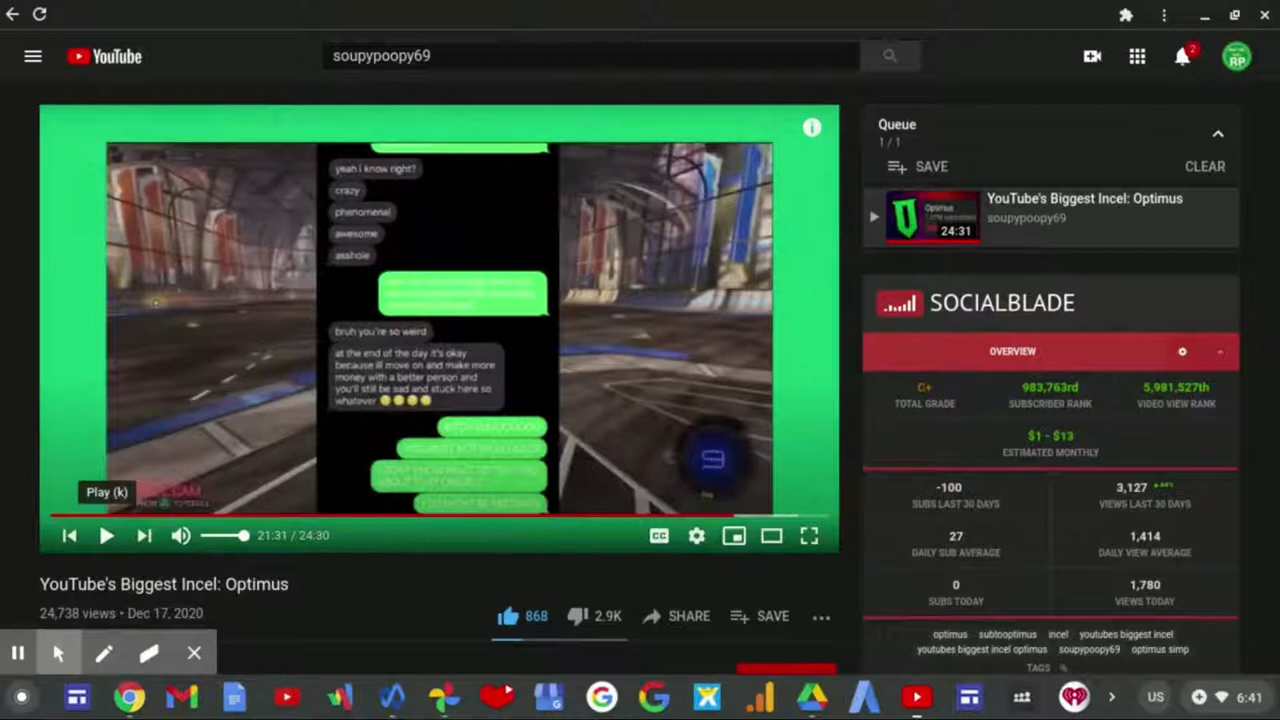 YouTube
soupypoopy69
2
RP
yeah i know right?
crazy
phenomenal
awesome
asshole
bruh you're so weird
at the end of the day it's okay
because ill move on and make more
money with a better person and
you'll still be sad and stuck here so
whatever
Play (k)
21:31 / 24:30
CC
YouTube's Biggest Incel: Optimus
24,738 views • Dec 17, 2020
868
2.9K
SHARE
SAVE
Queue
1 / 1
SAVE
CLEAR
Optimus
24:31
YouTube's Biggest Incel: Optimus
soupypoopy69
SOCIALBLADE
OVERVIEW
C+
983,763rd
5,981,527th
TOTAL GRADE
SUBSCRIBER RANK
VIDEO VIEW RANK
$1 - $13
ESTIMATED MONTHLY
-100
3,127
SUBS LAST 30 DAYS
VIEWS LAST 30 DAYS
27
1,414
DAILY SUB AVERAGE
DAILY VIEW AVERAGE
0
1,780
SUBS TODAY
VIEWS TODAY
optimus subtooptimus incel youtubes biggest incel
youtubes biggest incel optimus soupypoopy69 optimus simp
TAGS
US
6:41